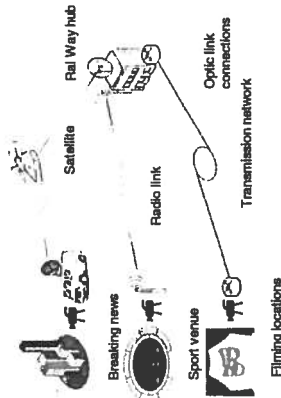 Breaking news
Satellite
Rai Way hub
Sport venue
Radio link
Filming locations
Transmission network
Optic link
connections